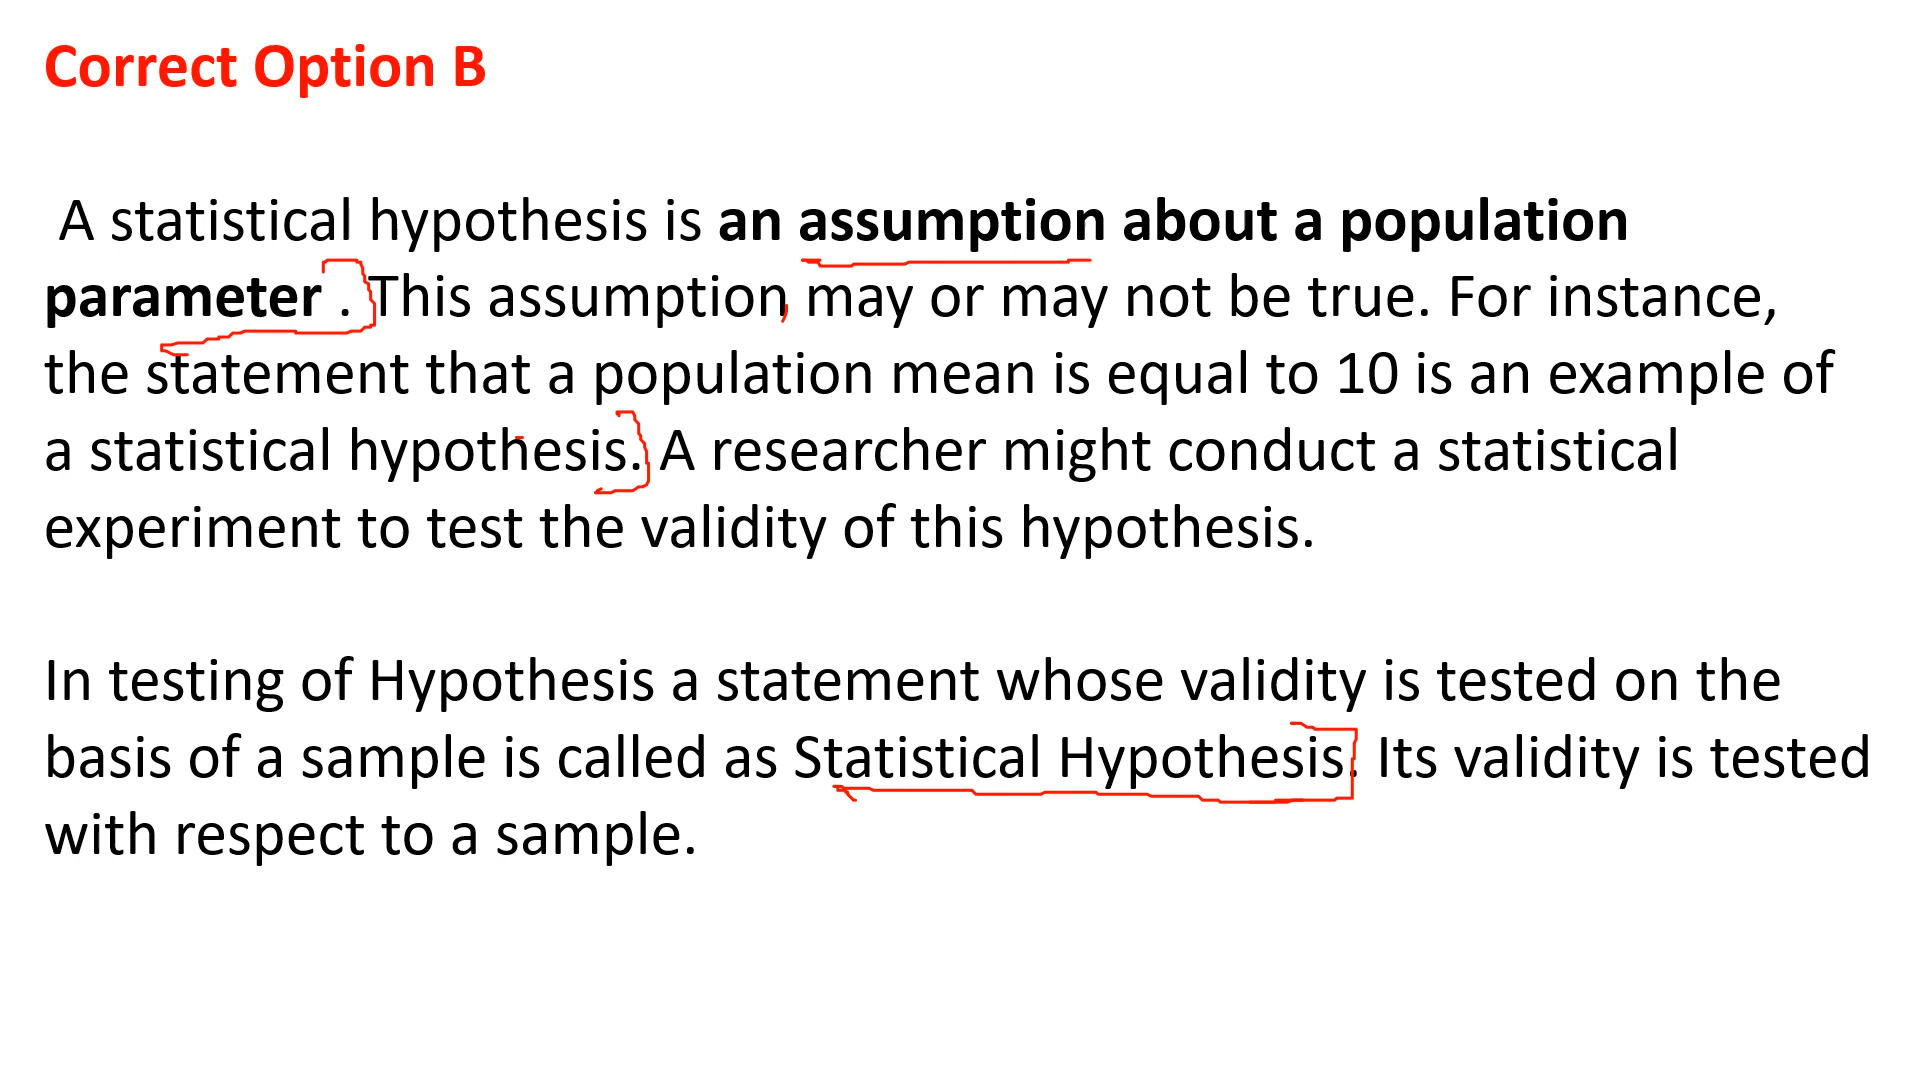 Correct Option B
A statistical hypothesis is an assumption about a population
parameter . This assumption may or may not be true. For instance,
the statement that a population mean is equal to 10 is an example of
a statistical hypothesis. A researcher might conduct a statistical
experiment to test the validity of this hypothesis.
In testing of Hypothesis a statement whose validity is tested on the
basis of a sample is called as Statistical Hypothesis. Its validity is tested
with respect to a sample.